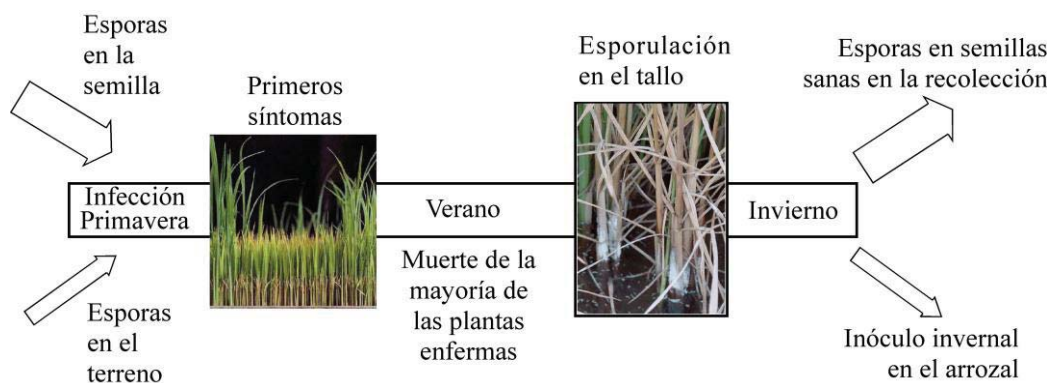 Esporas
en la
semilla
Primeros
síntomas
Esporulación
en el tallo
Esporas en semillas
sanas en la recolección
Infección
Primavera
Verano
Invierno
Muerte de la
mayoría de
las plantas
enfermas
Esporas
en el
terreno
Inóculo invernal
en el arrozal